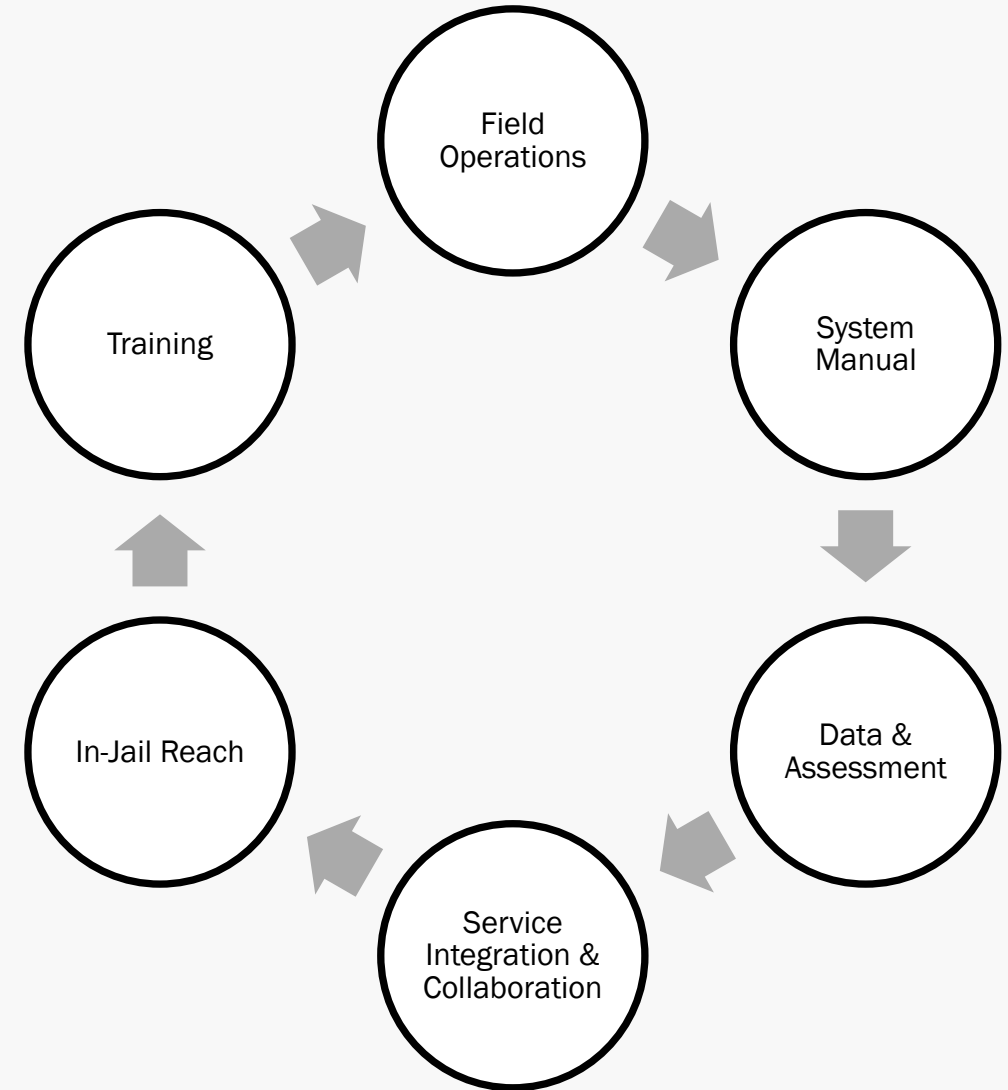 Field
Operations
System
Manual
Data &
Assessment
Service
Integration &
Collaboration
In-Jail Reach
Training